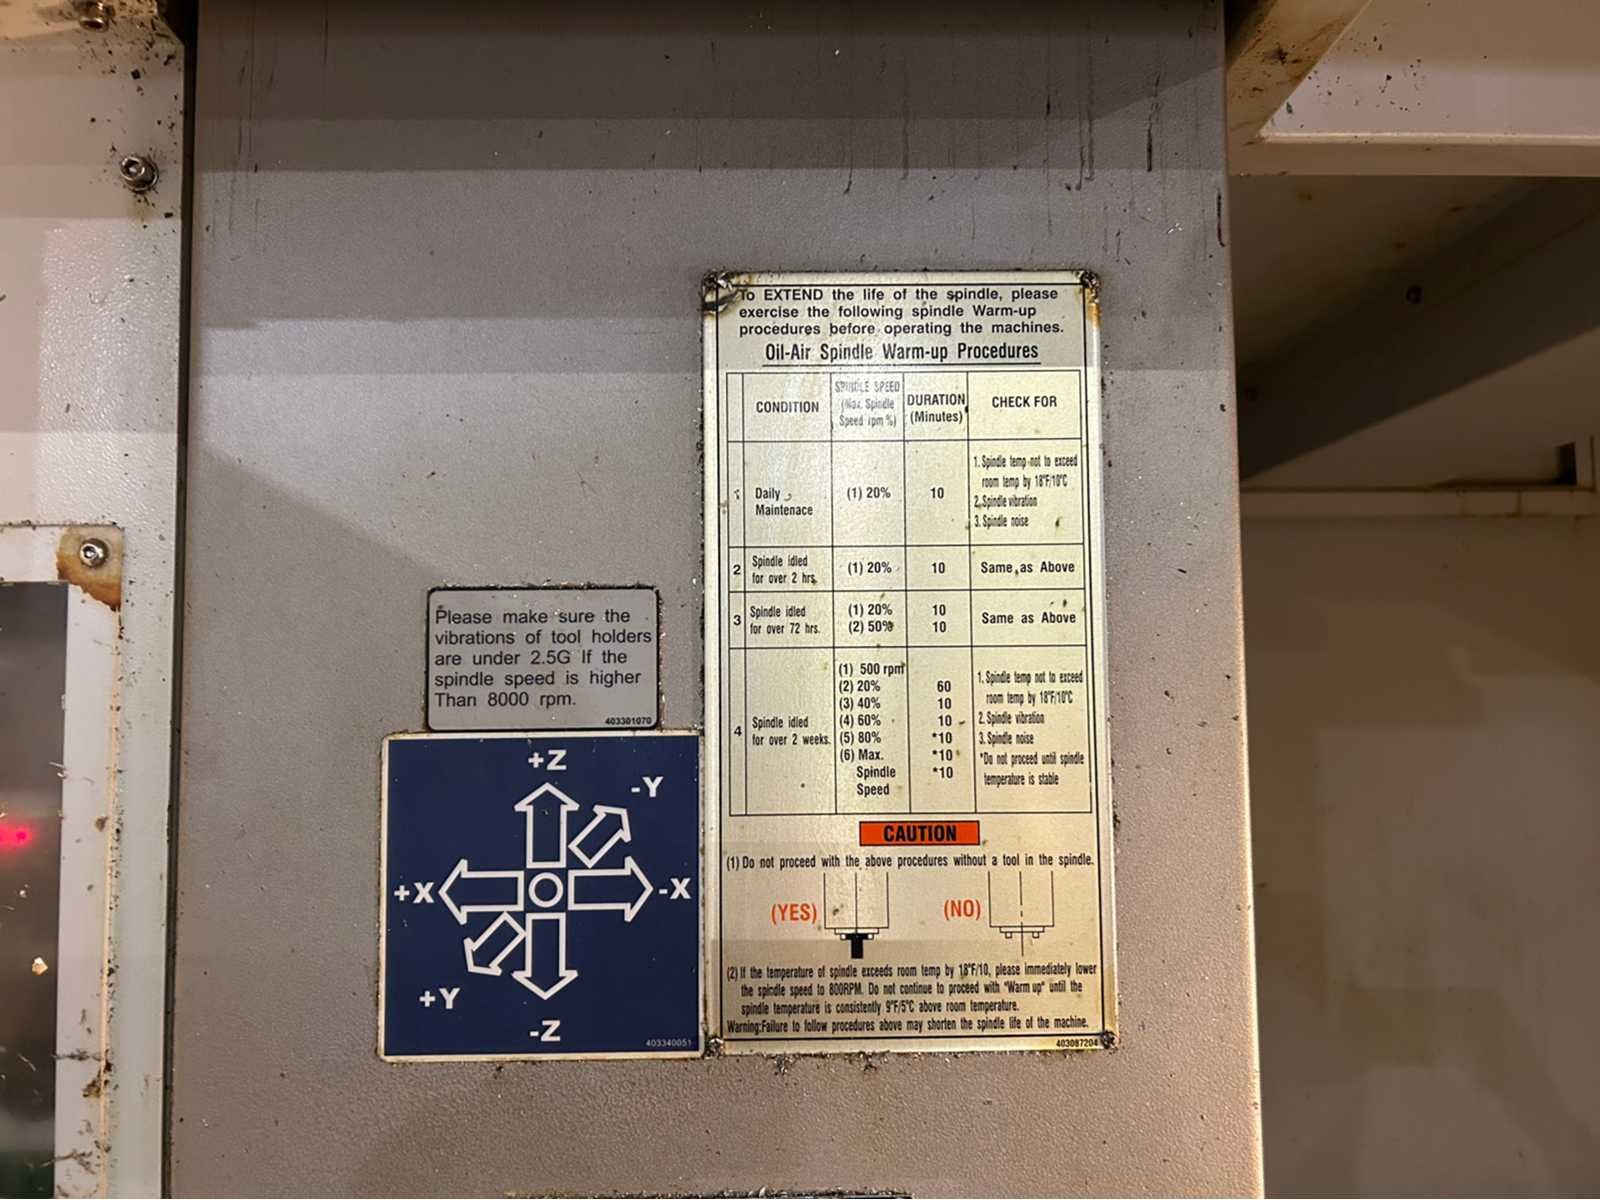 To EXTEND the life of the spindle, please
exercise the following spindle Warm-up
procedures before operating the machines.
Oil-Air Spindle Warm-up Procedures
CONDITION
SPINDLE SPEED
(Max. Spindle
Speed rpm %)
DURATION
(Minutes)
CHECK FOR
1
Daily
Maintenace
(1) 20%
10
1. Spindle temp not to exceed
room temp by 18°F/10°C
2. Spindle vibration
3. Spindle noise
2
Spindle idled
for over 2 hrs.
(1) 20%
10
Same as Above
3
Spindle idled
for over 72 hrs.
(1) 20%
(2) 50%
10
10
Same as Above
4
Spindle idled
for over 2 weeks.
(1) 500 rpm
(2) 20%
(3) 40%
(4) 60%
(5) 80%
(6) Max.
Spindle
Speed
60
10
10
*10
*10
*10
1. Spindle temp not to exceed
room temp by 18°F/10°C
2. Spindle vibration
3. Spindle noise
*Do not proceed until spindle
temperature is stable
CAUTION
(1) Do not proceed with the above procedures without a tool in the spindle.
(YES)
(NO)
(2) If the temperature of spindle exceeds room temp by 18°F/10, please immediately lower
the spindle speed to 800RPM. Do not continue to proceed with "Warm up" until the
spindle temperature is consistently 9°F/5°C above room temperature.
Warning:Failure to follow procedures above may shorten the spindle life of the machine.
403087204
Please make sure the
vibrations of tool holders
are under 2.5G If the
spindle speed is higher
Than 8000 rpm.
403301070
+Z
-Y
+X
-X
+Y
-Z
403340051